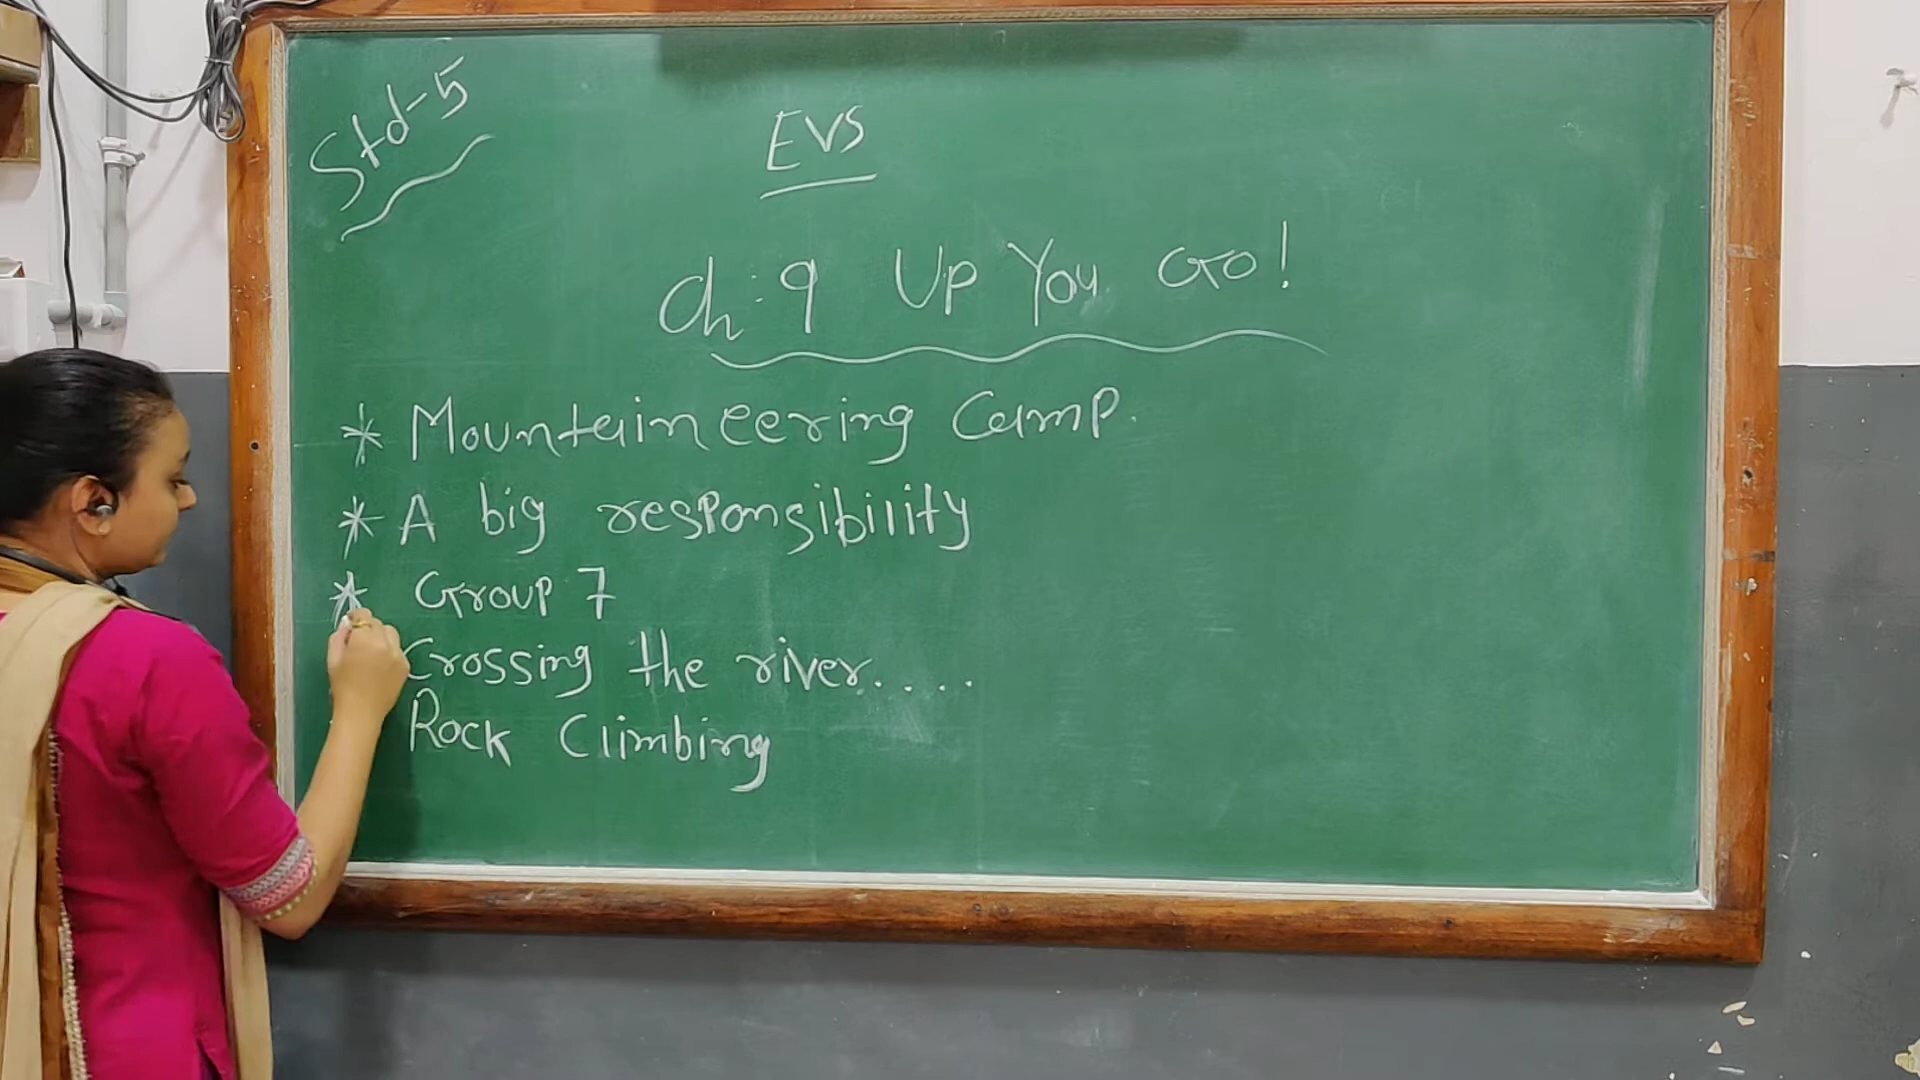 Std-5
EVS
Ch:9 Up You Go!
* Mountaineering Camp.
* A big responsibility
* Group 7
Crossing the river.....
Rock Climbing